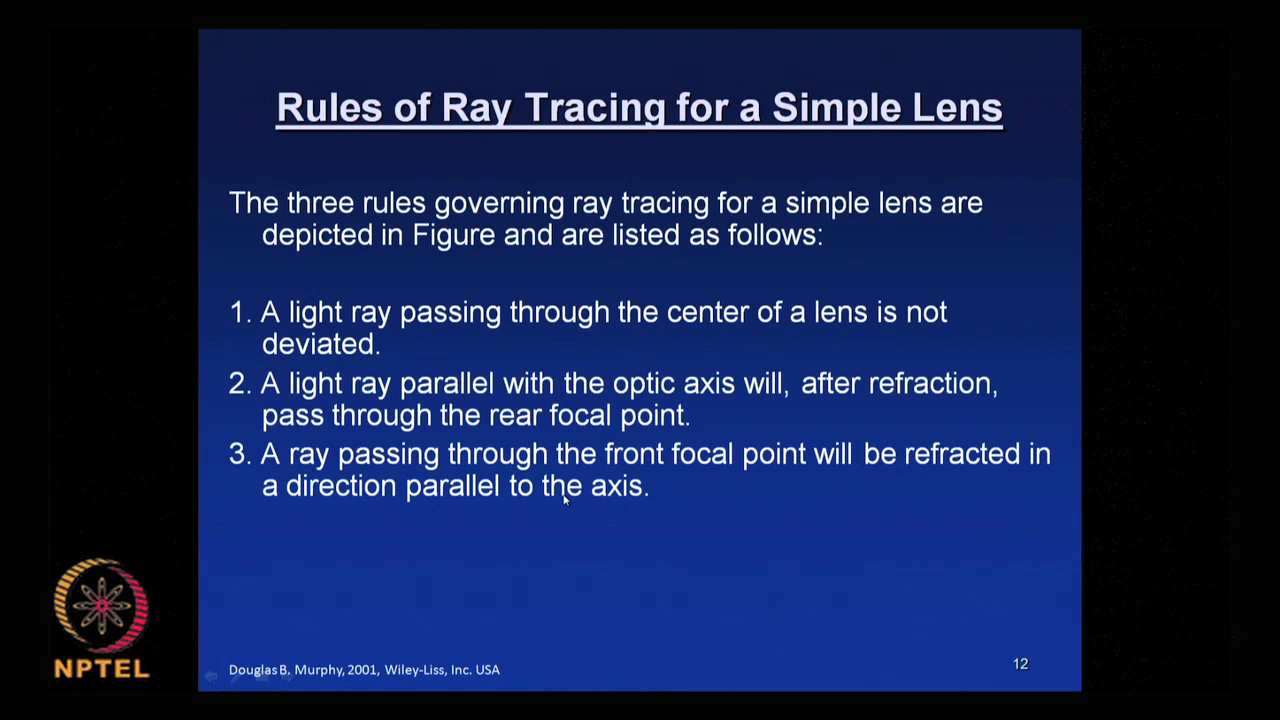 Rules of Ray Tracing for a Simple Lens
The three rules governing ray tracing for a simple lens are
depicted in Figure and are listed as follows:
1. A light ray passing through the center of a lens is not
deviated.
2. A light ray parallel with the optic axis will, after refraction,
pass through the rear focal point.
3. A ray passing through the front focal point will be refracted in
a direction parallel to the axis.
NPTEL
Douglas B. Murphy, 2001, Wiley-Liss, Inc. USA
12